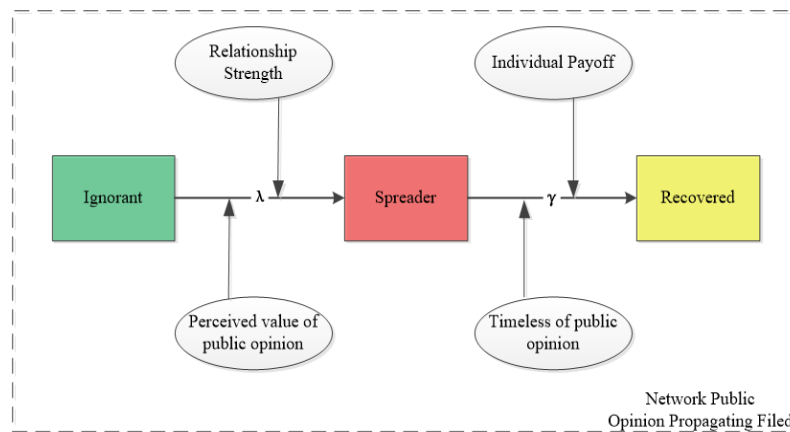 Relationship
Strength
Individual Payoff
Ignorant
λ
Spreader
γ
Recovered
Perceived value of
public opinion
Timeless of public
opinion
Network Public
Opinion Propagating Filed